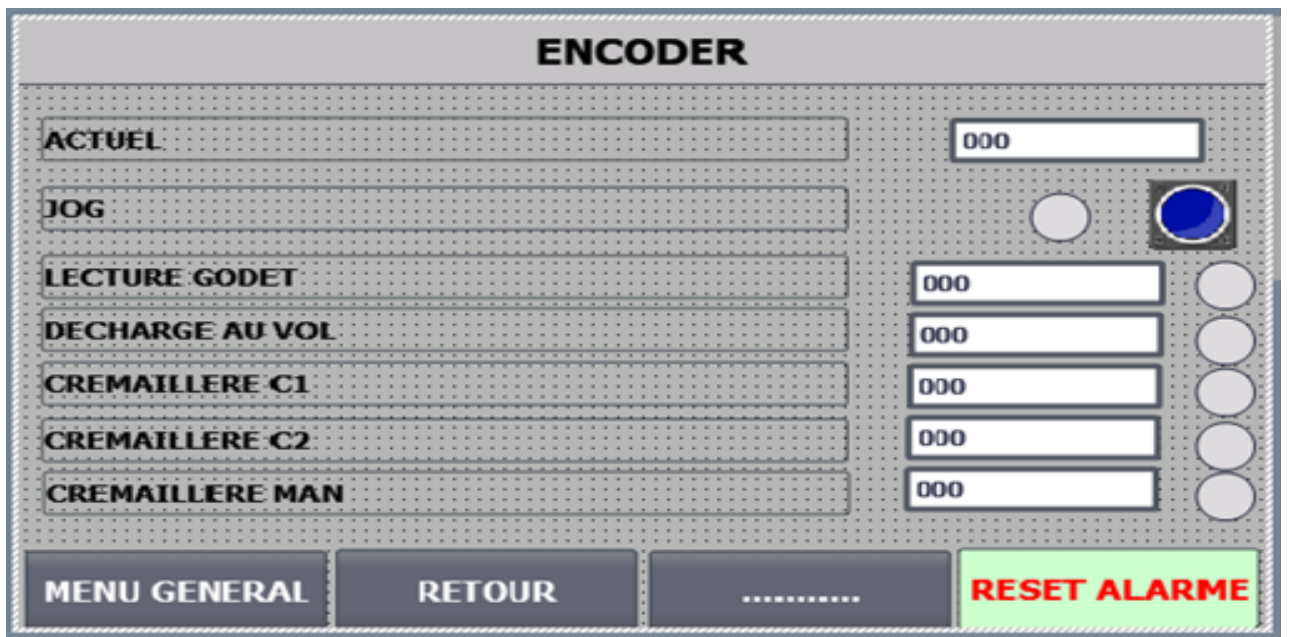 ENCODER
ACTUEL 000
JOG
LECTURE GODET 000
DECHARGE AU VOL 000
CREMAILLERE C1 000
CREMAILLERE C2 000
CREMAILLERE MAN 000
MENU GENERAL RETOUR ........... RESET ALARME